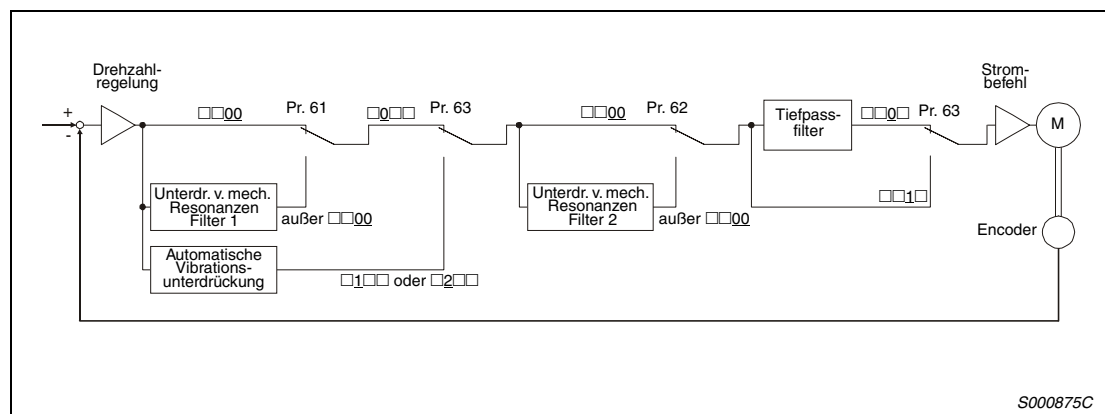 Drehzahl-
regelung
Strom-
befehl
+
-
□□00
Pr. 61
□0□□
Pr. 63
□□00
Pr. 62
Tiefpass-
filter
□□0□
Pr. 63
M
Unterdr. v. mech.
Resonanzen
Filter 1
außer □□00
Unterdr. v. mech.
Resonanzen
Filter 2
außer □□00
□□1□
Encoder
Automatische
Vibrations-
unterdrückung
□1□□ oder □2□□
S000875C